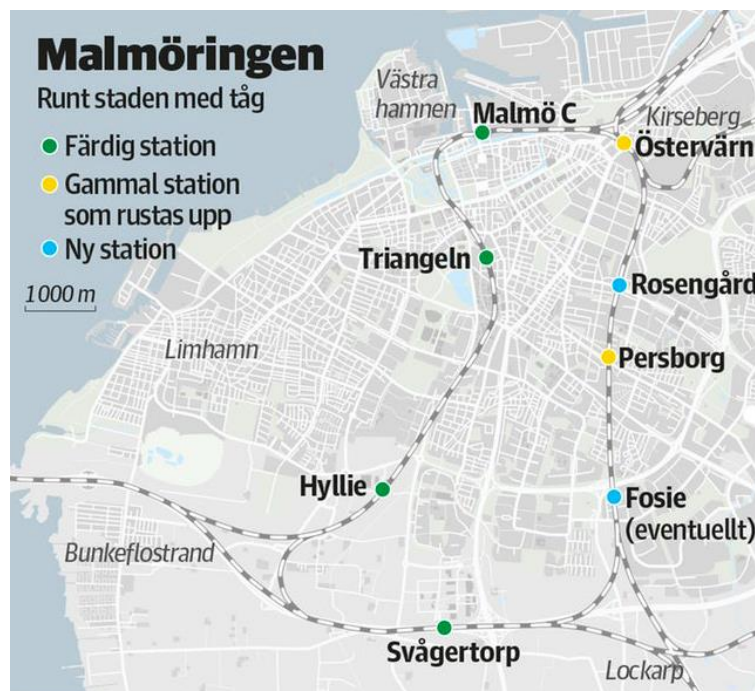 Malmöringen
Runt staden med tåg
Färdig station
Gammal station
som rustas upp
Ny station
1000 m
Västra
hamnen
Malmö C
Kirseberg
Östervärn
Triangeln
Rosengård
Limhamn
Persborg
Hyllie
Fosie
(eventuellt)
Bunkeflostrand
Svågertorp
Lockarp